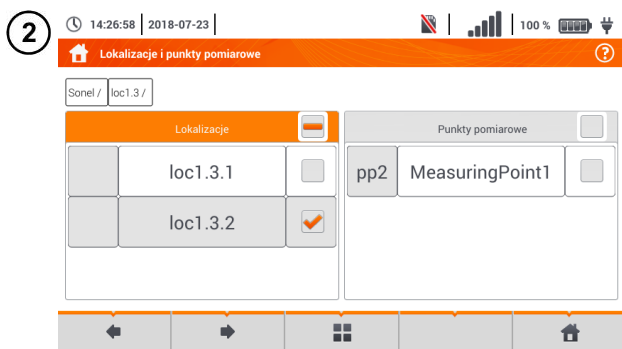 2
14:26:58 2018-07-23 100 %
Lokalizacje i punkty pomiarowe ?
Sonel / loc1.3 /
Lokalizacje Punkty pomiarowe
loc1.3.1 pp2 MeasuringPoint1
loc1.3.2